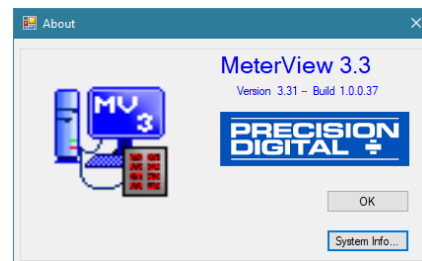 About
MeterView 3.3
Version 3.31 -- Build 1.0.0.37
MV
3
PRECISION
DIGITAL
OK
System Info...